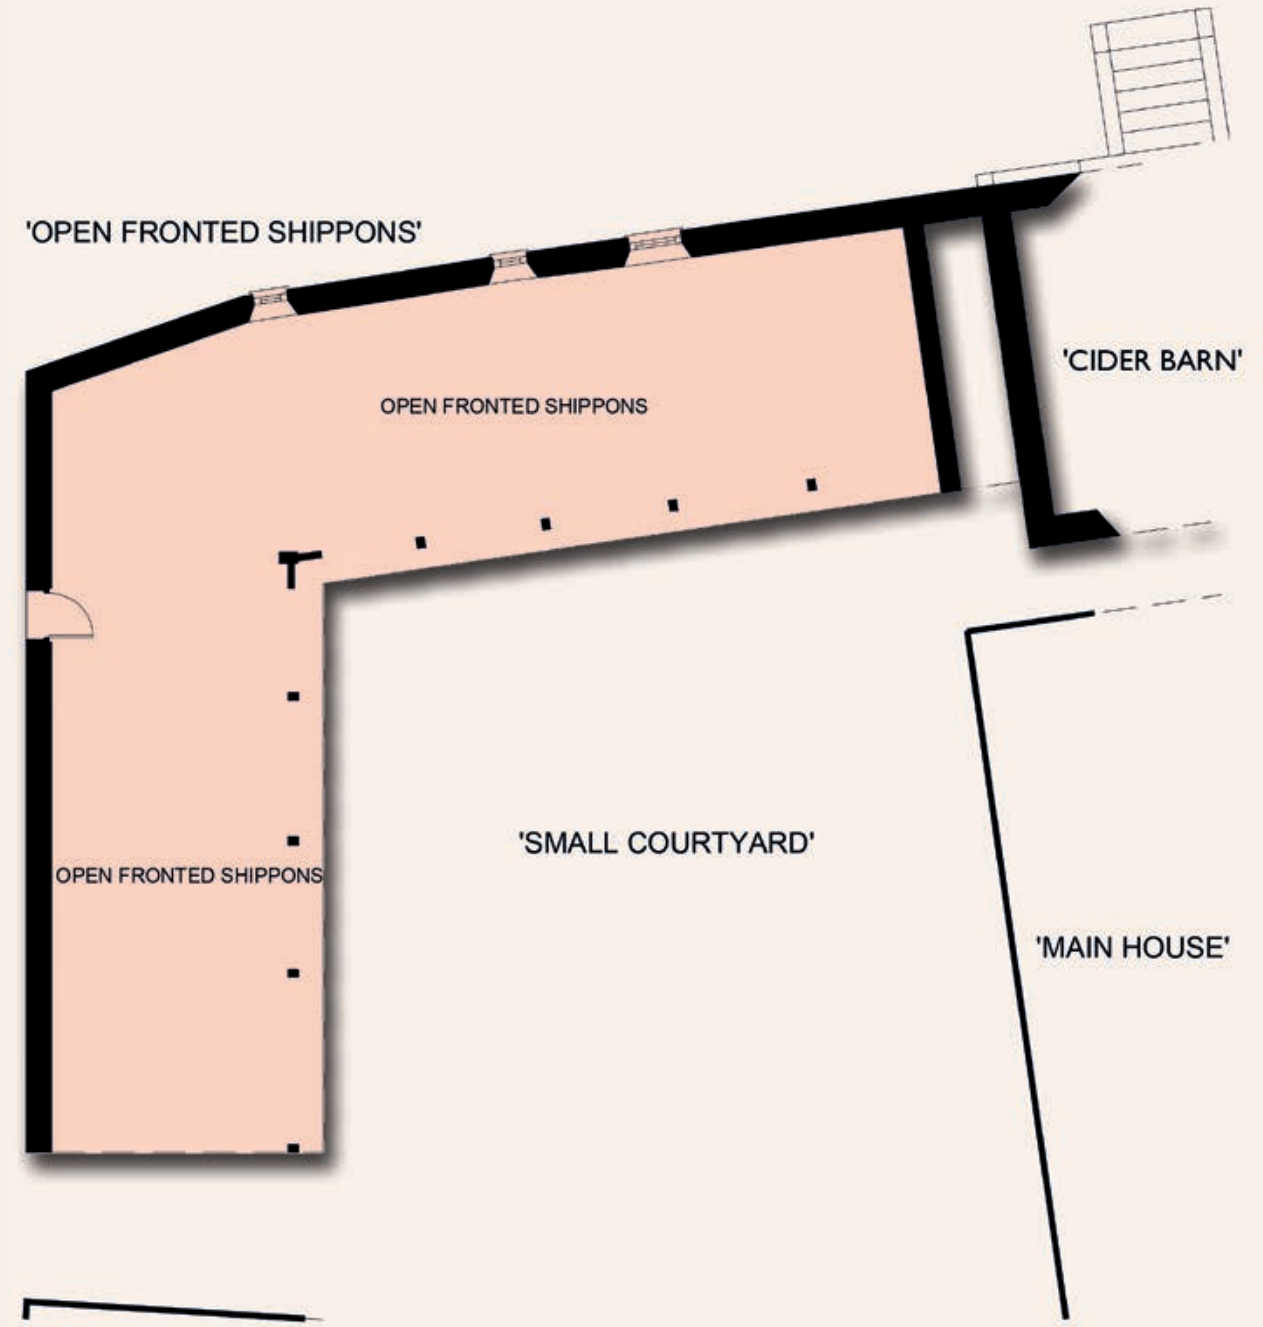 'OPEN FRONTED SHIPPONS'
'CIDER BARN'
OPEN FRONTED SHIPPONS
'SMALL COURTYARD'
OPEN FRONTED SHIPPONS
'MAIN HOUSE'